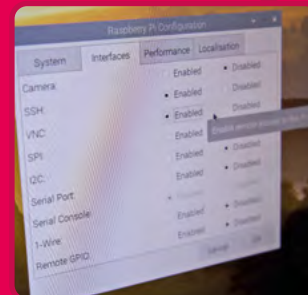 Raspberry Pi Configuration
System Interfaces Performance Localisation
Camera: Enabled Disabled
SSH: Enabled Disabled
VNC: Enabled Disabled
SPI: Enabled Disabled
I2C: Enabled Disabled
Serial Port: Enabled Disabled
Serial Console:
1-Wire: Enabled Disabled
Remote GPIO: Enabled Disabled
Cancel OK